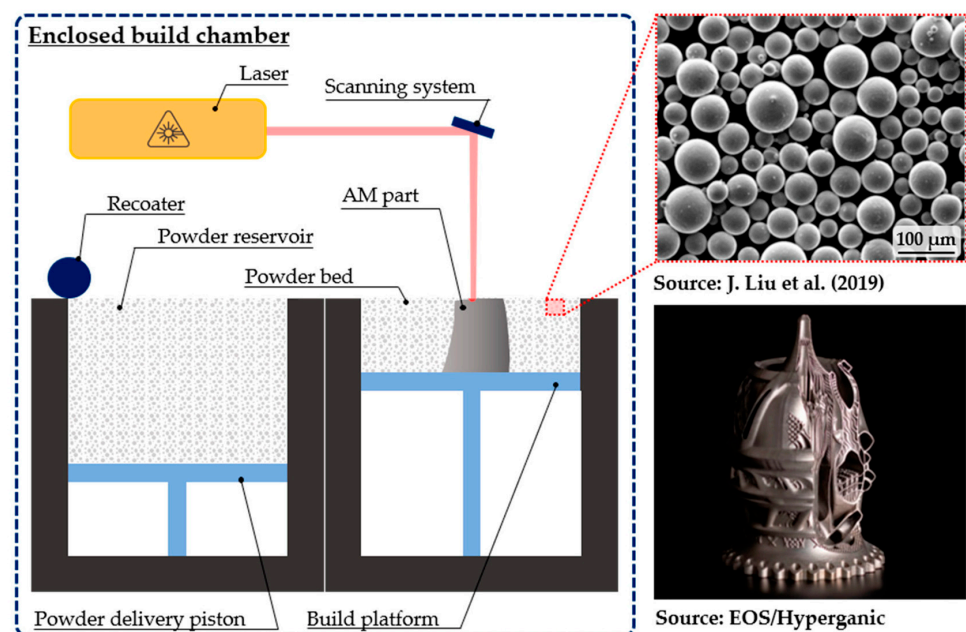 Enclosed build chamber
Laser
Scanning system
Recoater
AM part
Powder reservoir
Powder bed
100 µm
Source: J. Liu et al. (2019)
Powder delivery piston
Build platform
Source: EOS/Hyperganic